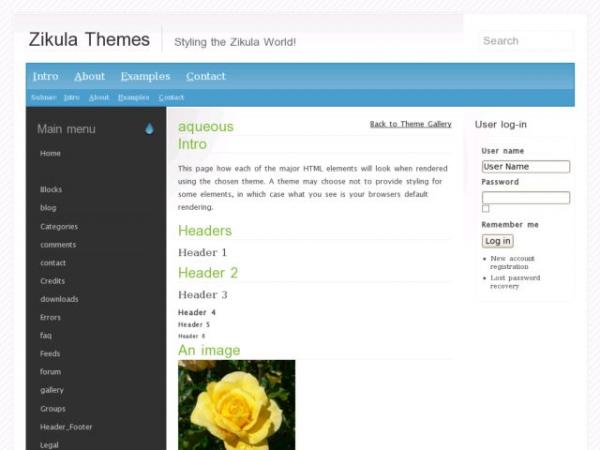 Zikula Themes
Styling the Zikula World!
Search
Intro About Examples Contact
Submen Intro About Examples Contact
Main menu
Home
Blocks
blog
Categories
comments
contact
Credits
downloads
Errors
faq
Feeds
forum
gallery
Groups
Header_Footer
Legal
aqueous
Back to Theme Gallery
Intro
This page how each of the major HTML elements will look when rendered
using the chosen theme. A theme may choose not to provide styling for
some elements, in which case what you see is your browsers default
rendering.
Headers
Header 1
Header 2
Header 3
Header 4
Header 5
Header 6
An image
User log-in
User name
User Name
Password
Remember me
Log in
New account
registration
Lost password
recovery